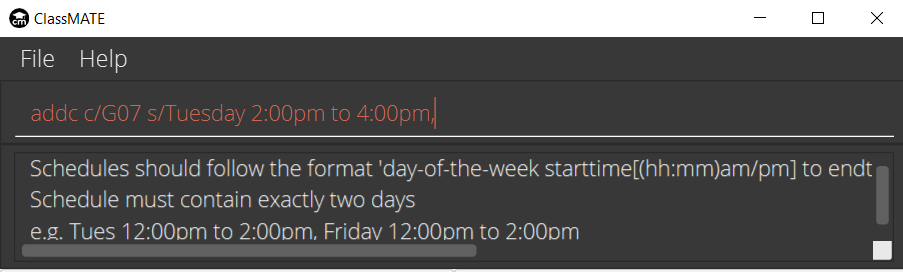 cm ClassMATE
File Help
addc c/G07 s/Tuesday 2:00pm to 4:00pm,
Schedules should follow the format 'day-of-the-week starttime[(hh:mm)am/pm] to endt
Schedule must contain exactly two days
e.g. Tues 12:00pm to 2:00pm, Friday 12:00pm to 2:00pm